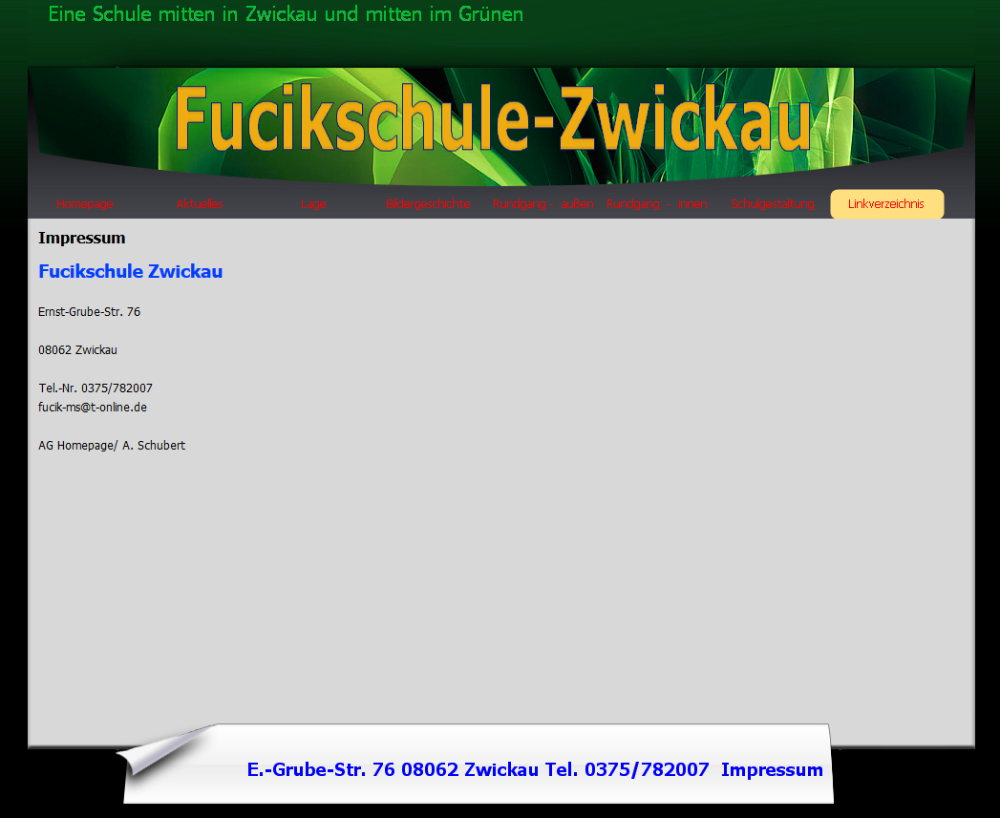 Eine Schule mitten in Zwickau und mitten im Grünen
Fucikschule-Zwickau
Homepage Aktuelles Lage Bildergeschichte Rundgang - außen Rundgang - innen Schulgestaltung Linkverzeichnis
Impressum
Fucikschule Zwickau
Ernst-Grube-Str. 76
08062 Zwickau
Tel.-Nr. 0375/782007
fucik-ms@t-online.de
AG Homepage/ A. Schubert
E.-Grube-Str. 76 08062 Zwickau Tel. 0375/782007 Impressum